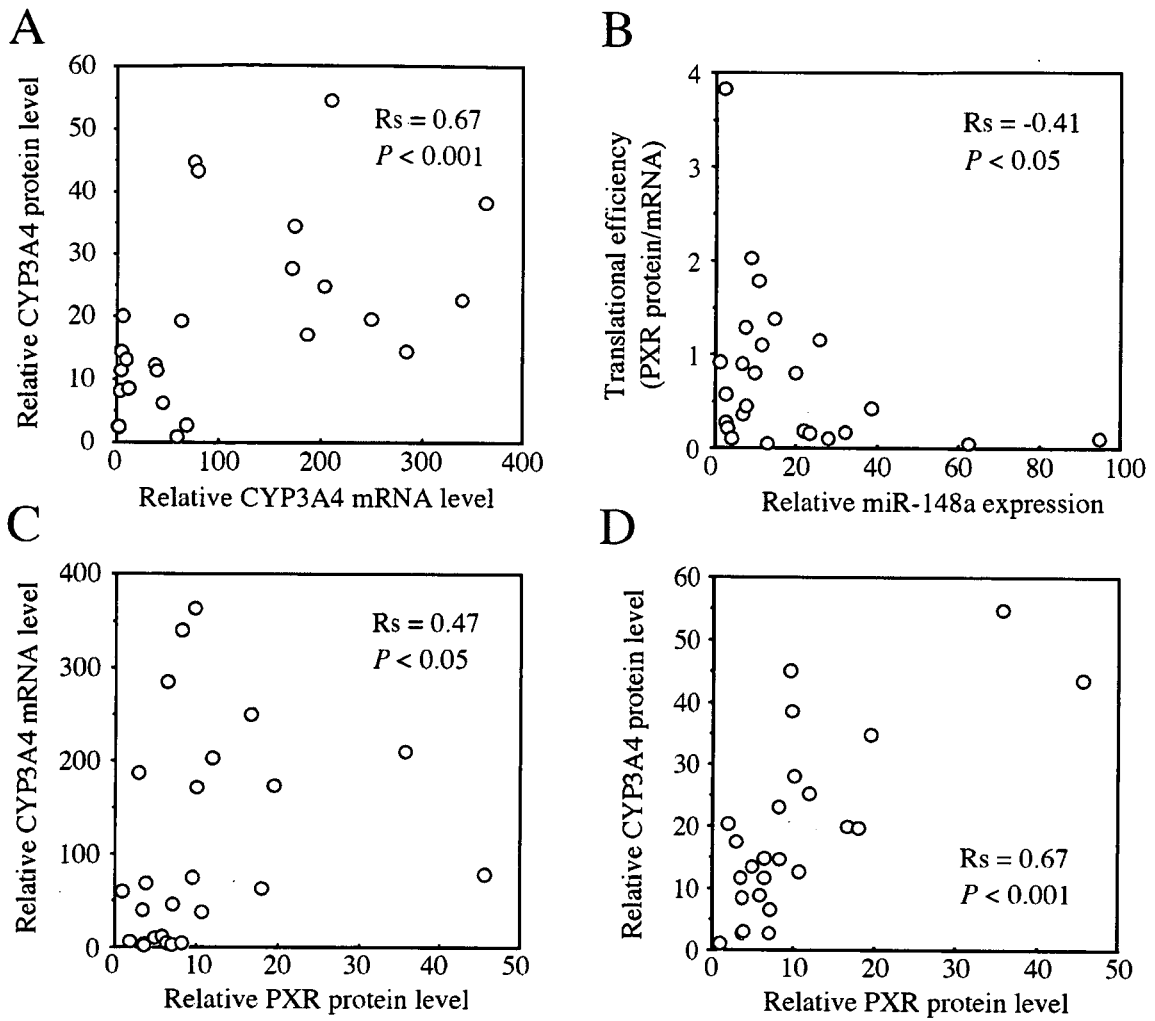 A
Relative CYP3A4 protein level
60
50
40
30
20
10
0
Rs = 0.67
P < 0.001
0 100 200 300 400
Relative CYP3A4 mRNA level
B
Translational efficiency
(PXR protein/mRNA)
4
3
2
1
0
Rs = -0.41
P < 0.05
0 20 40 60 80 100
Relative miR-148a expression
C
Relative CYP3A4 mRNA level
400
300
200
100
0
Rs = 0.47
P < 0.05
0 10 20 30 40 50
Relative PXR protein level
D
Relative CYP3A4 protein level
60
50
40
30
20
10
0
Rs = 0.67
P < 0.001
0 10 20 30 40 50
Relative PXR protein level